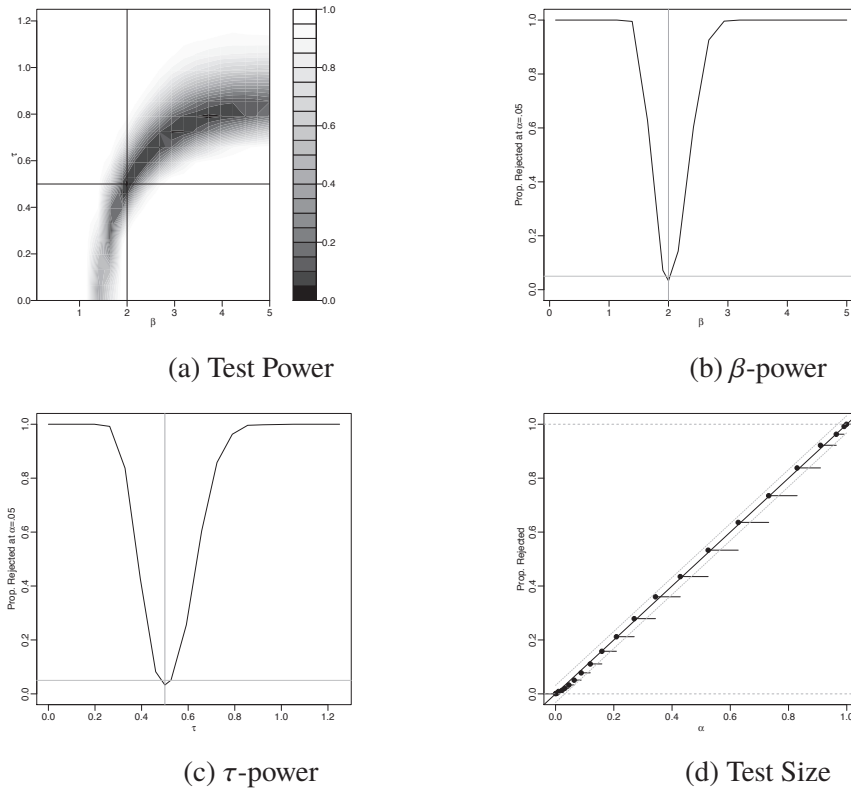 1.2
1.0
0.8
0.6
0.4
0.2
0.0
τ
1 2 3 4 5
β
1.0
0.8
0.6
0.4
0.2
0.0
(a) Test Power
Prop. Rejected at α=.05
1.0
0.8
0.6
0.4
0.2
0.0
0 1 2 3 4 5
β
(b) β-power
Prop. Rejected at α=.05
1.0
0.8
0.6
0.4
0.2
0.0
0.0 0.2 0.4 0.6 0.8 1.0 1.2
τ
(c) τ-power
Prop. Rejected
1.0
0.8
0.6
0.4
0.2
0.0
0.0 0.2 0.4 0.6 0.8 1.0
α
(d) Test Size